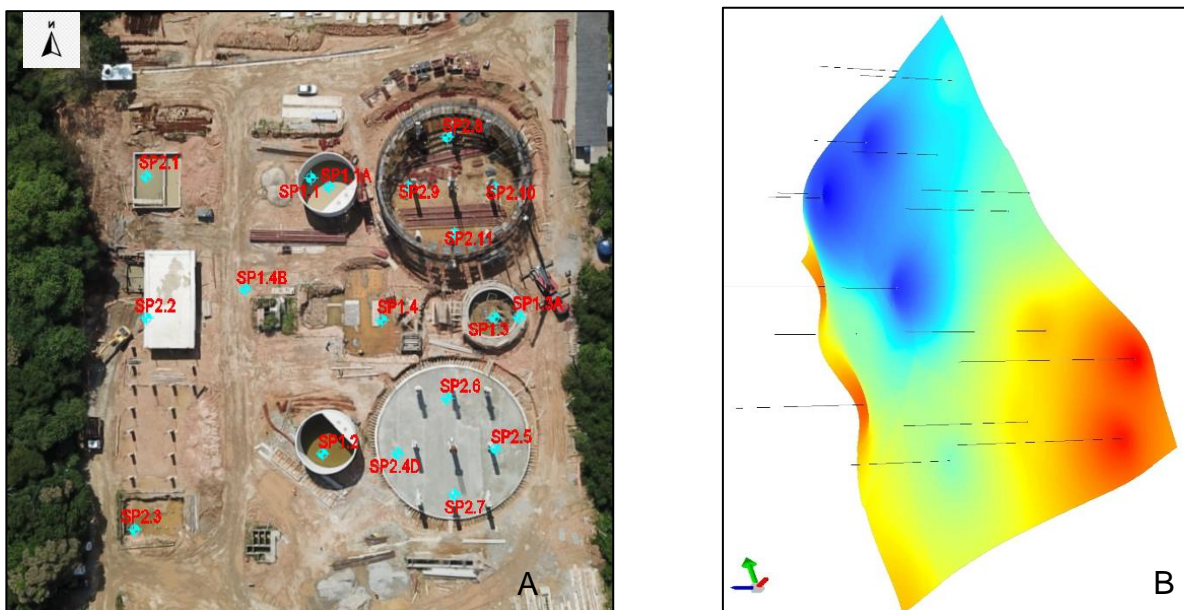 N
SP2.8
SP2.1
SP1.1A
SP1.1
SP2.9
SP2.10
SP2.11
SP1.4B
SP2.2
SP1.4
SP1.3
SP1.3A
SP2.6
SP1.2
SP2.5
SP2.4D
SP2.7
SP2.3
A
B